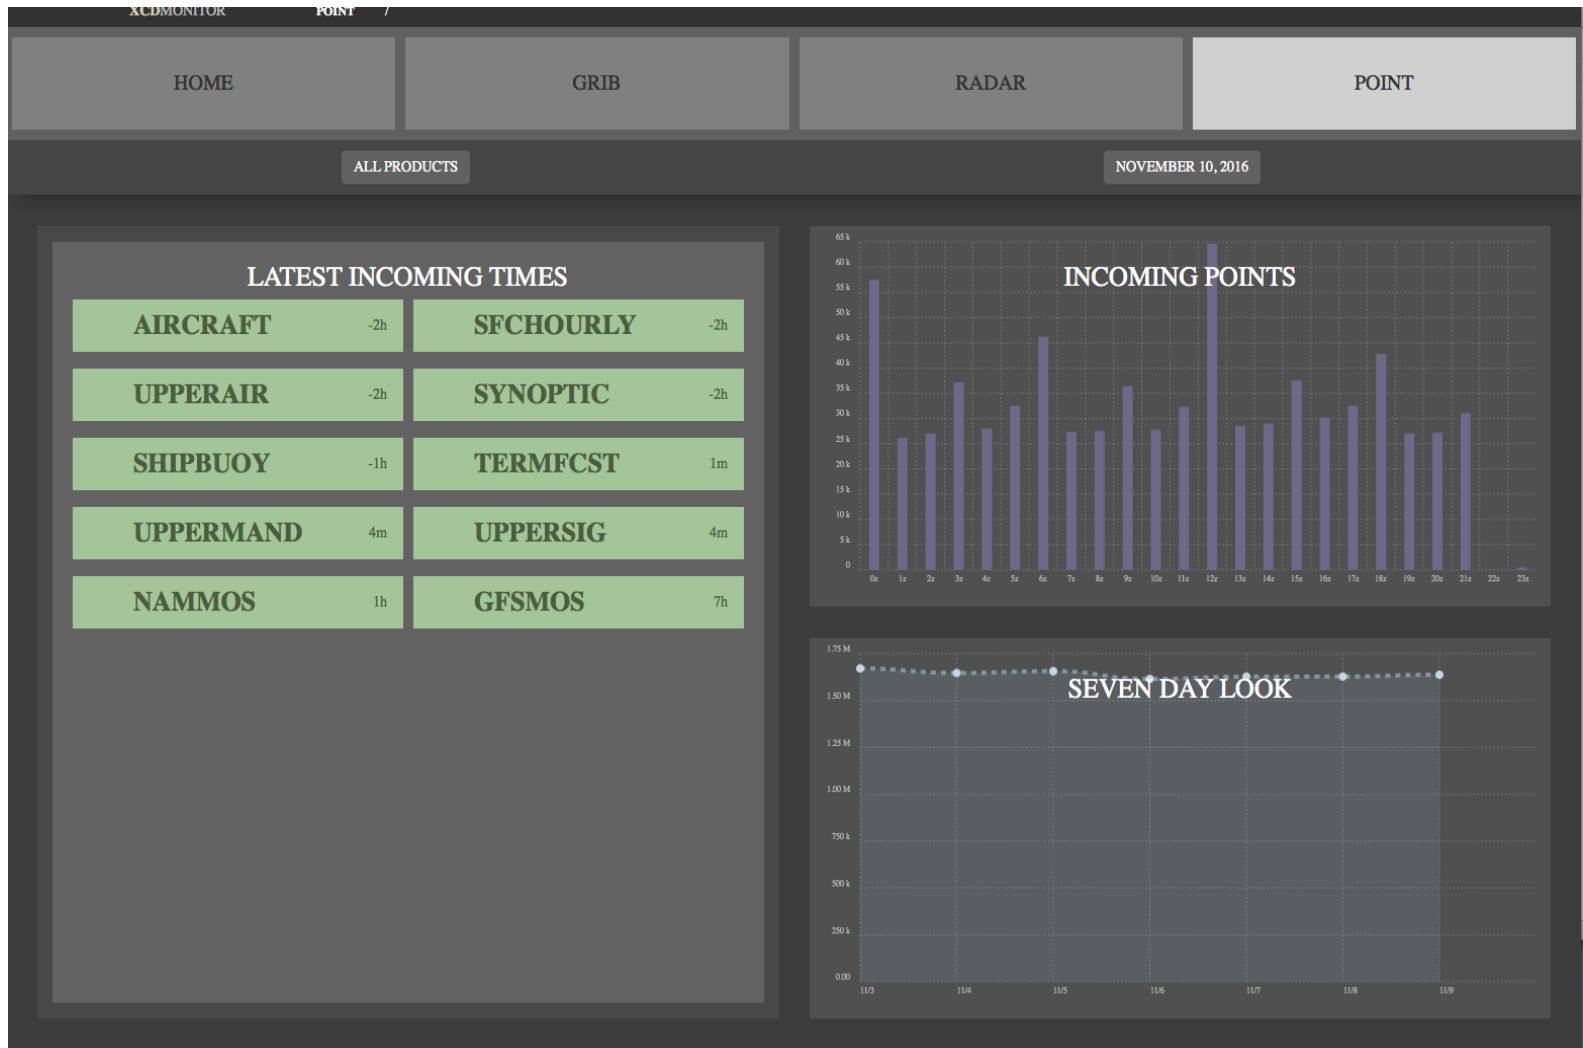 XCDMONITOR POINT /
HOME GRIB RADAR POINT
ALL PRODUCTS NOVEMBER 10, 2016
LATEST INCOMING TIMES
AIRCRAFT -2h SFCHOURLY -2h
UPPERAIR -2h SYNOPTIC -2h
SHIPBUOY -1h TERMFCST 1m
UPPERMAND 4m UPPERSIG 4m
NAMMOS 1h GFSMOS 7h
INCOMING POINTS
65 k
60 k
55 k
50 k
45 k
40 k
35 k
30 k
25 k
20 k
15 k
10 k
5 k
0
0z 1z 2z 3z 4z 5z 6z 7z 8z 9z 10z 11z 12z 13z 14z 15z 16z 17z 18z 19z 20z 21z 22z 23z
SEVEN DAY LOOK
1.75 M
1.50 M
1.25 M
1.00 M
750 k
500 k
250 k
0.00
11/3 11/4 11/5 11/6 11/7 11/8 11/9